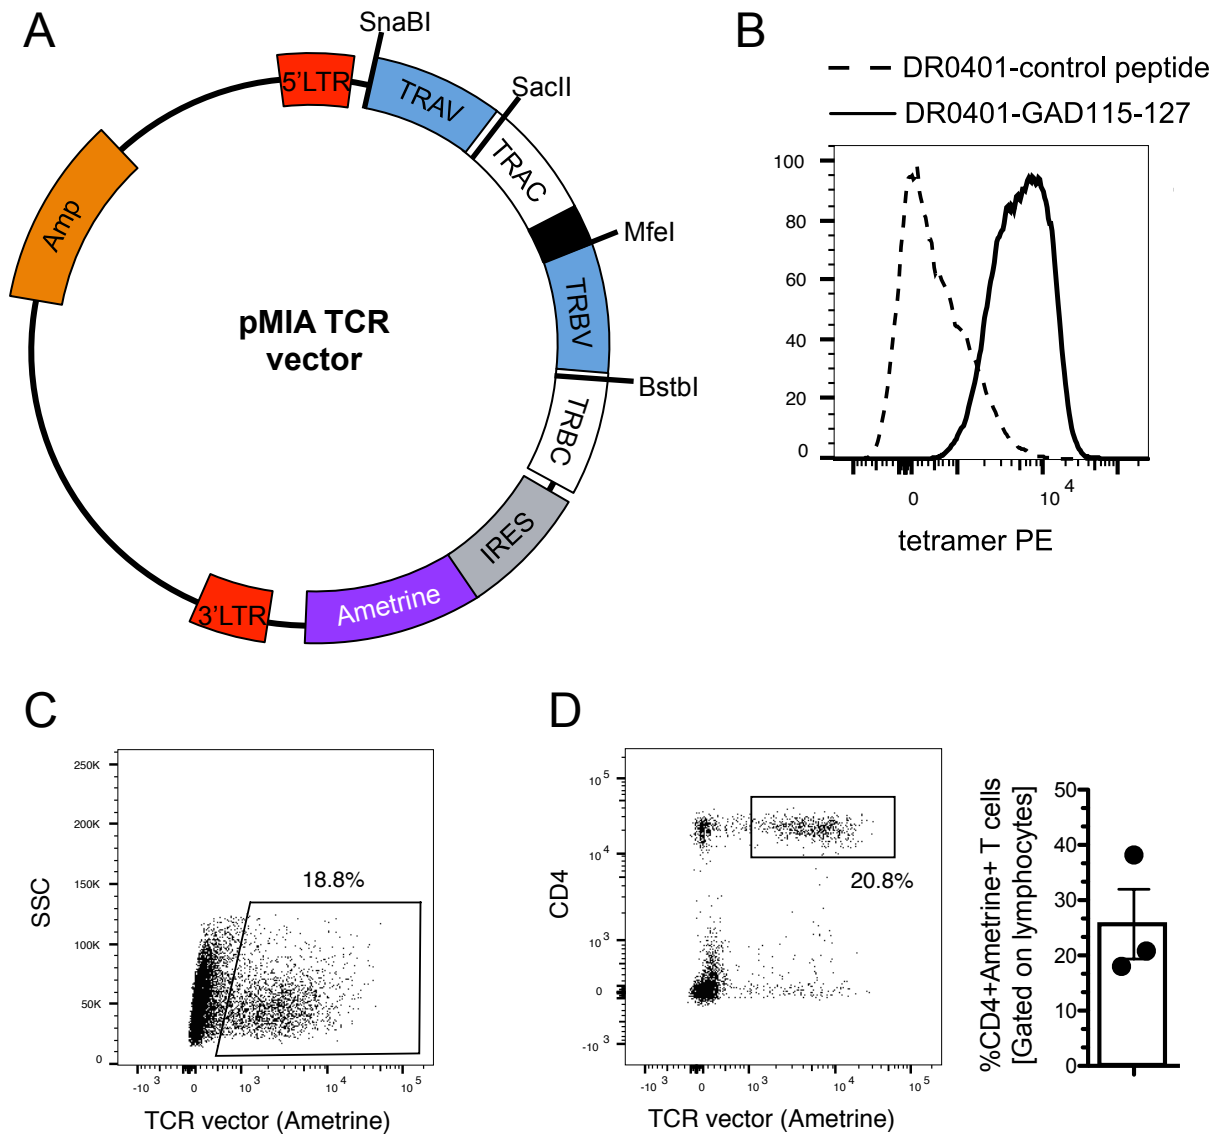 A
SnaBI
5'LTR
TRAV
SacII
TRAC
MfeI
TRBV
BstbI
TRBC
IRES
Ametrine
3'LTR
Amp
pMIA TCR
vector
B
DR0401-control peptide
DR0401-GAD115-127
100
80
60
40
20
0
0
10 4
tetramer PE
C
SSC
250K
200K
150K
100K
50K
0
18.8%
-10 3
0
10 3
10 4
10 5
TCR vector (Ametrine)
D
CD4
10 5
10 4
10 3
0
-10 3
20.8%
-10 3
0
10 3
10 4
10 5
TCR vector (Ametrine)
%CD4+Ametrine+ T cells
[Gated on lymphocytes]
50
40
30
20
10
0